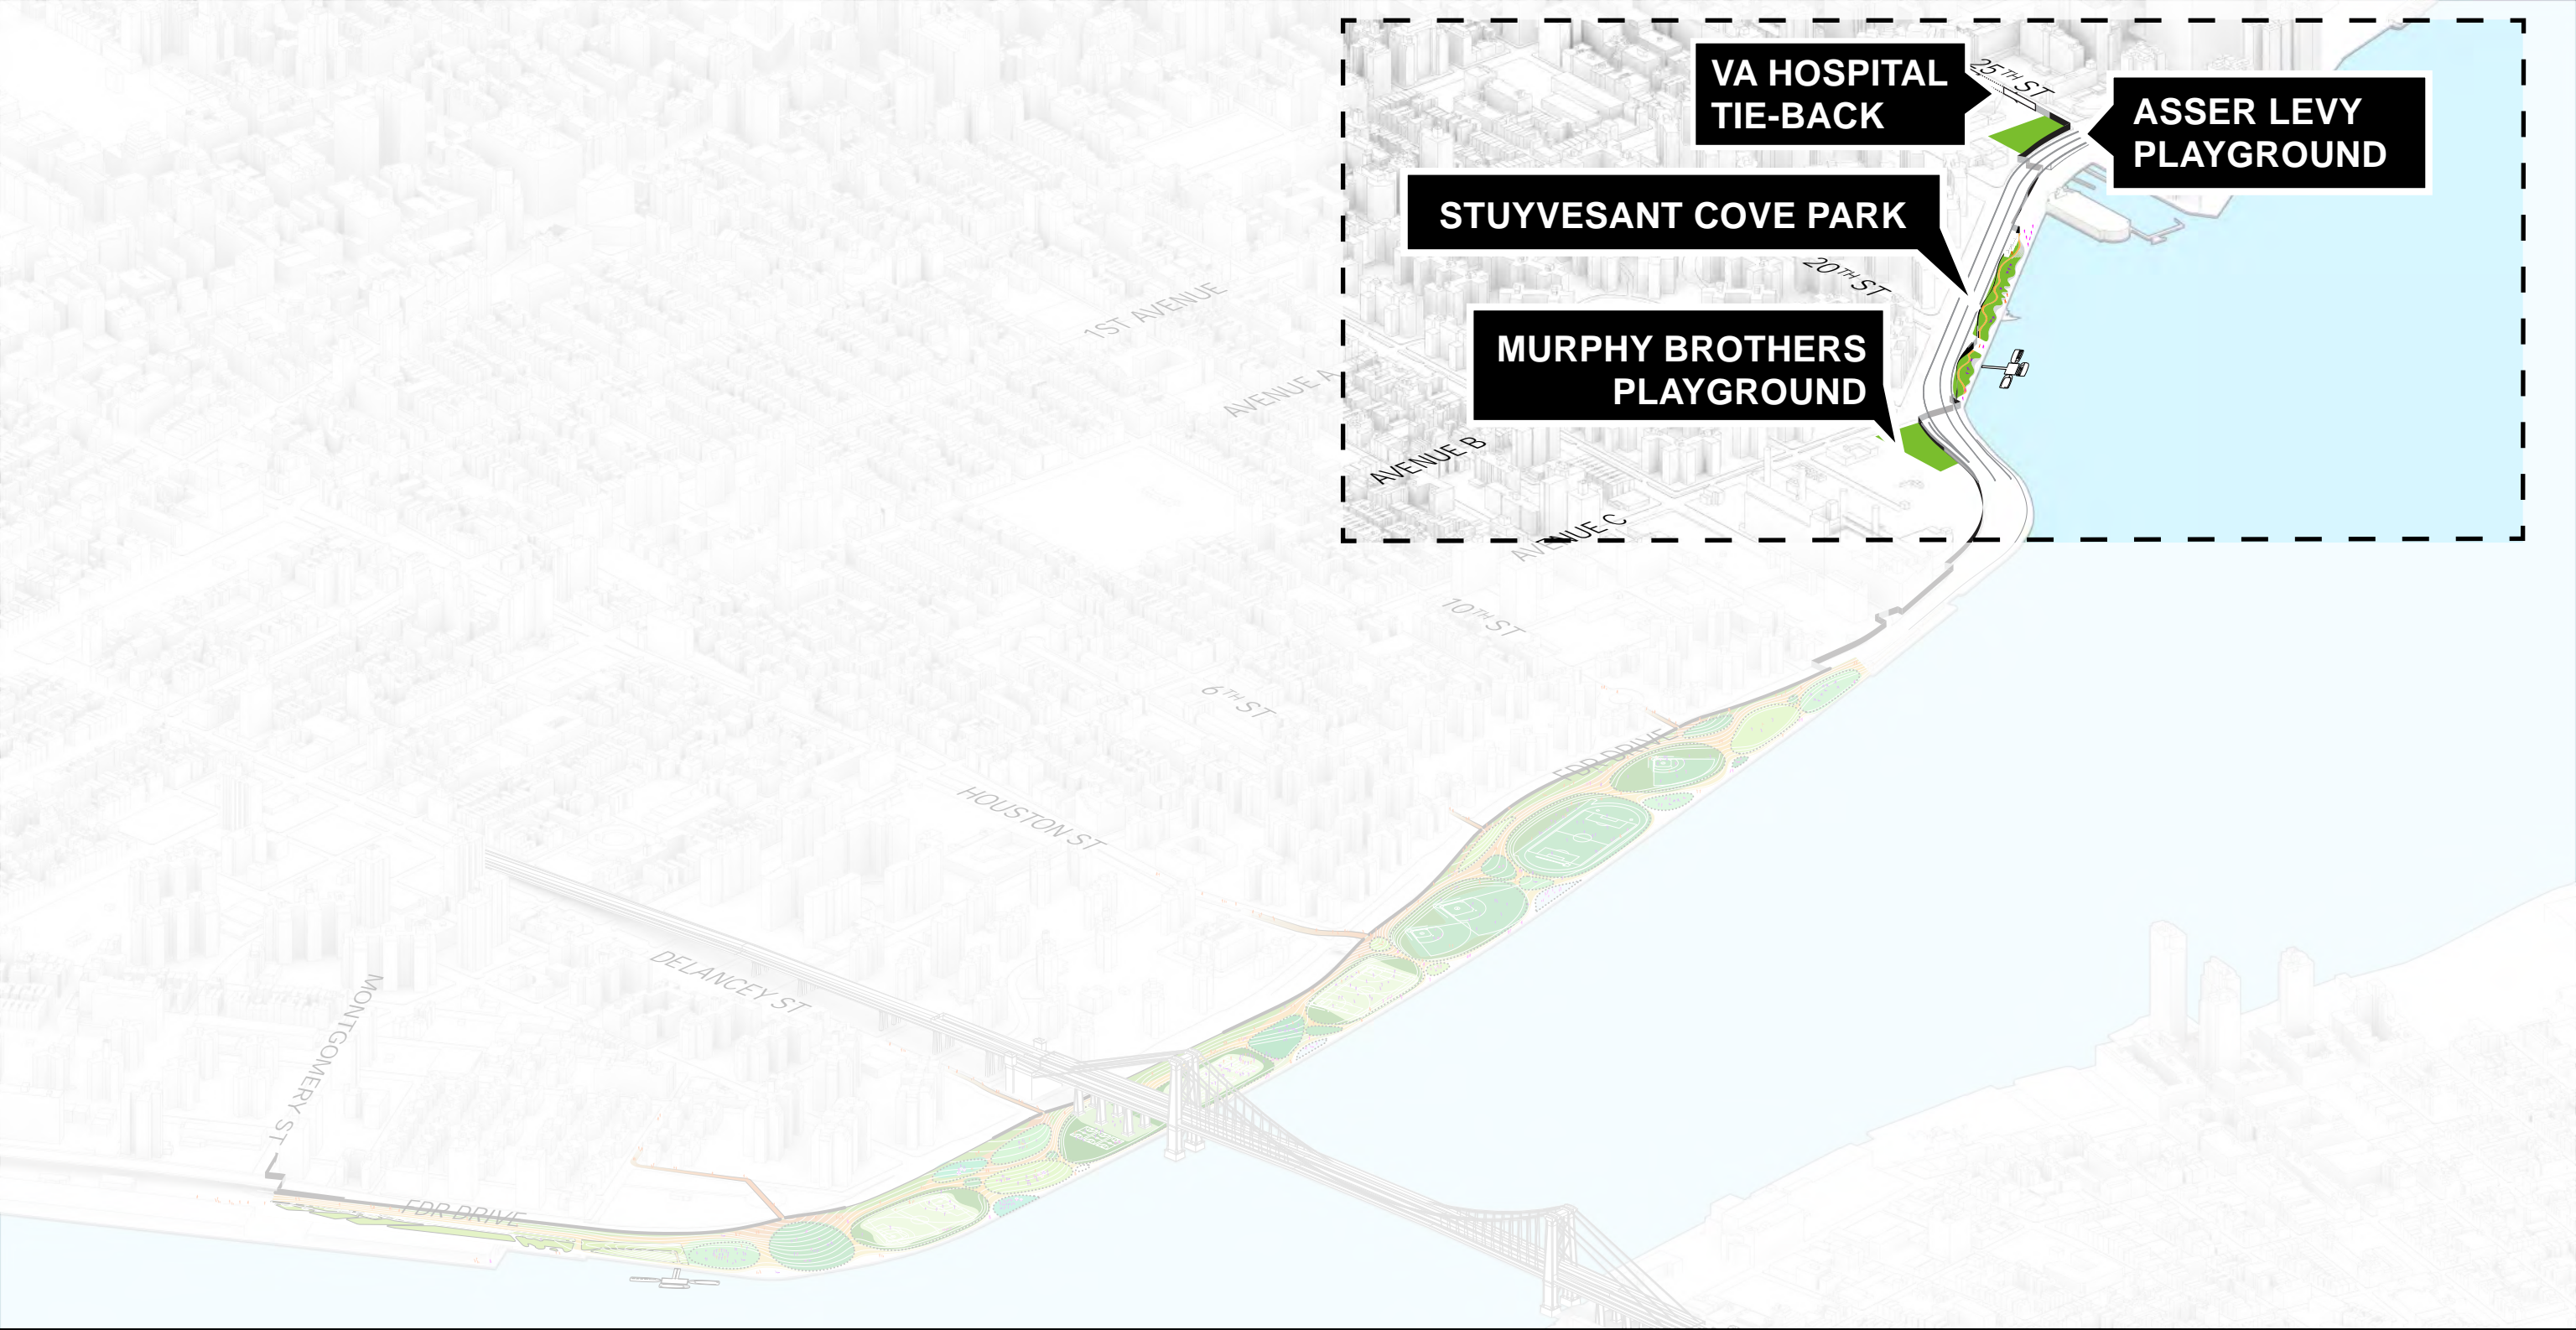 VA HOSPITAL
TIE-BACK
25TH ST
ASSER LEVY
PLAYGROUND
STUYVESANT COVE PARK
20TH ST
MURPHY BROTHERS
PLAYGROUND
1ST AVENUE
AVENUE A
AVENUE B
AVENUE C
10TH ST
6TH ST
FDR DRIVE
HOUSTON ST
DELANCEY ST
MONTGOMERY ST
FDR DRIVE